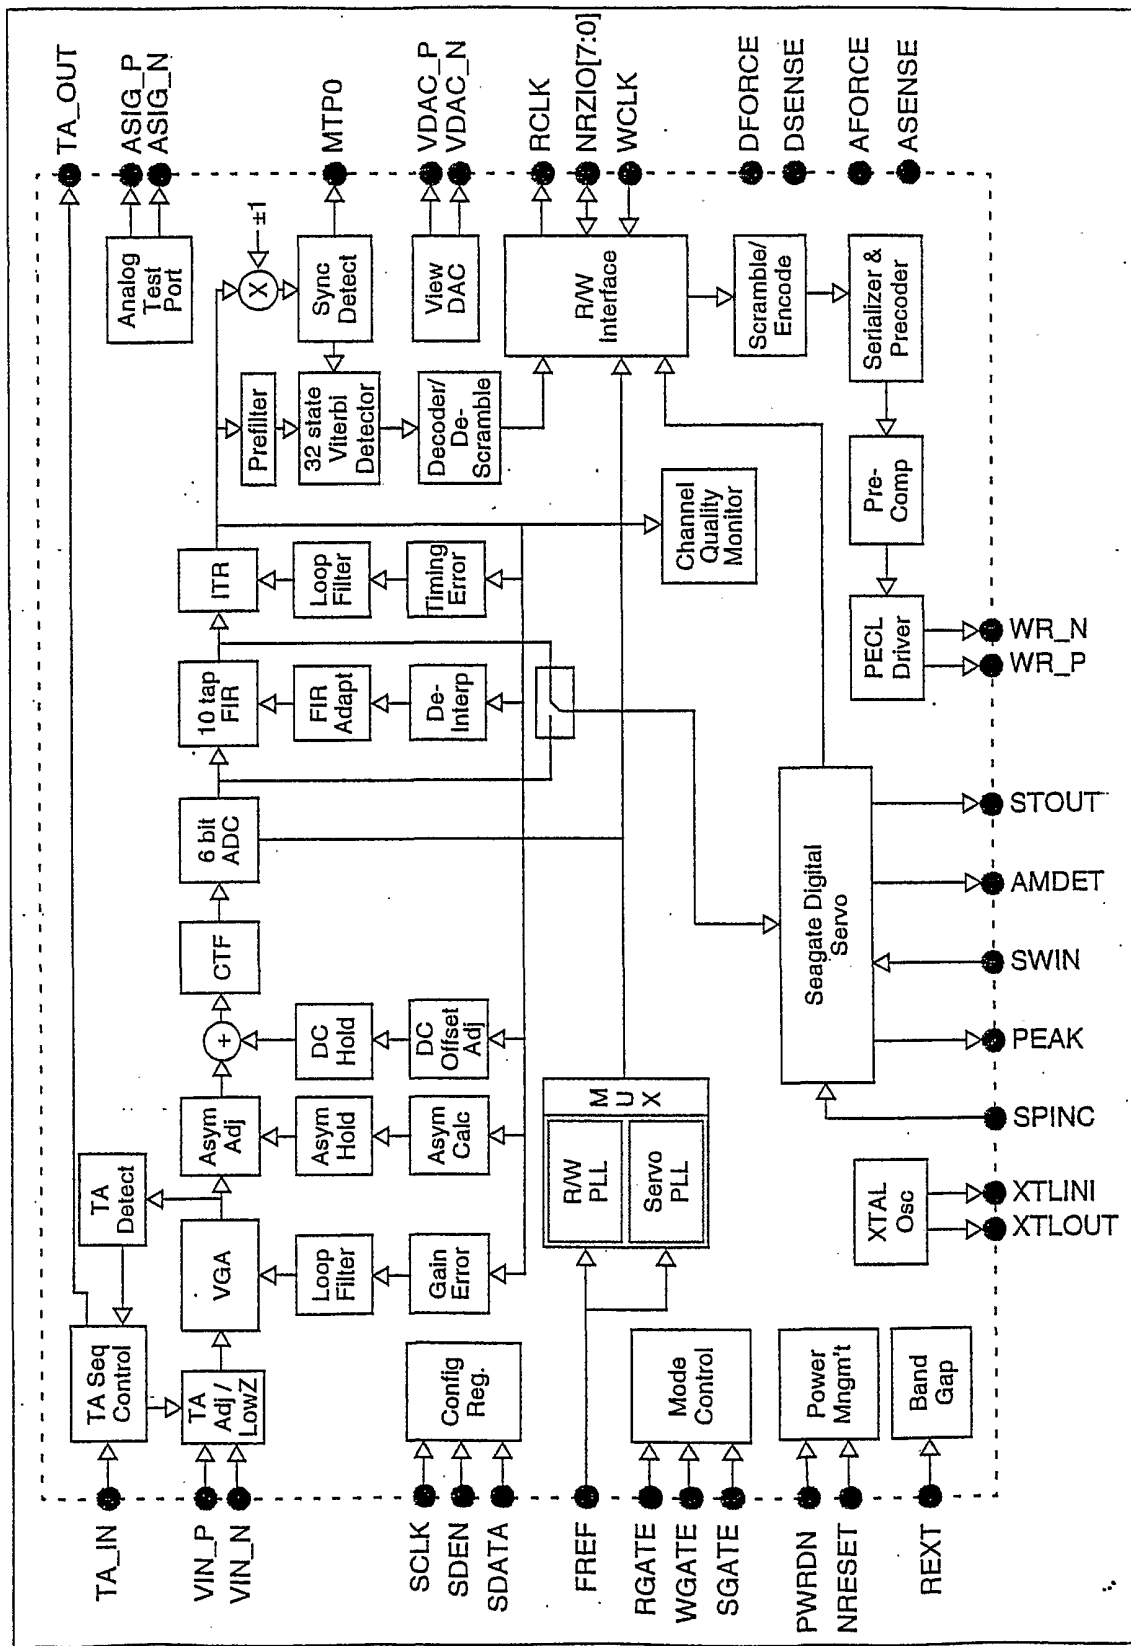 TA_IN
TA Seq
Control
TA
Detect
TA_OUT
Analog
Test
Port
ASIG_P
ASIG_N
VIN_P
VIN_N
TA
Adj /
LowZ
VGA
Asym
Adj
+
CTF
6 bit
ADC
10 tap
FIR
ITR
X
±1
Loop
Filter
Asym
Hold
DC
Hold
FIR
Adapt
Loop
Filter
Prefilter
32 state
Viterbi
Detector
Sync
Detect
MTP0
Gain
Error
Asym
Calc
DC
Offset
Adj
De-
Interp
Timing
Error
Decoder/
De-
Scramble
View
DAC
VDAC_P
VDAC_N
SCLK
SDEN
SDATA
Config
Reg.
FREF
R/W
PLL
Servo
PLL
M
U
X
R/W
Interface
RCLK
NRZIO[7:0]
WCLK
RGATE
WGATE
SGATE
Mode
Control
Channel
Quality
Monitor
Scramble/
Encode
DFORCE
DSENSE
PWRDN
NRESET
Power
Mngm't
XTAL
Osc
Seagate Digital
Servo
PECL
Driver
Pre-
Comp
Serializer &
Precoder
AFORCE
ASENSE
REXT
Band
Gap
XTLOUT
XTLINI
SPINC
PEAK
SWIN
AMDET
STOUT
WR_P
WR_N